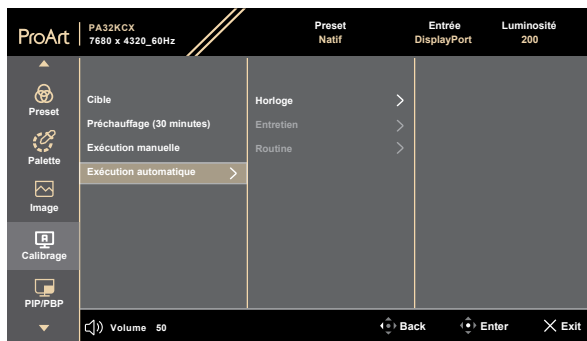 ProArt
PA32KCX
7680 x 4320_60Hz
Preset
Natif
Entrée
DisplayPort
Luminosité
200
Preset
Palette
Image
Calibrage
PIP/PBP
Cible
Préchauffage (30 minutes)
Exécution manuelle
Exécution automatique
Horloge
Entretien
Routine
Volume 50
Back
Enter
Exit